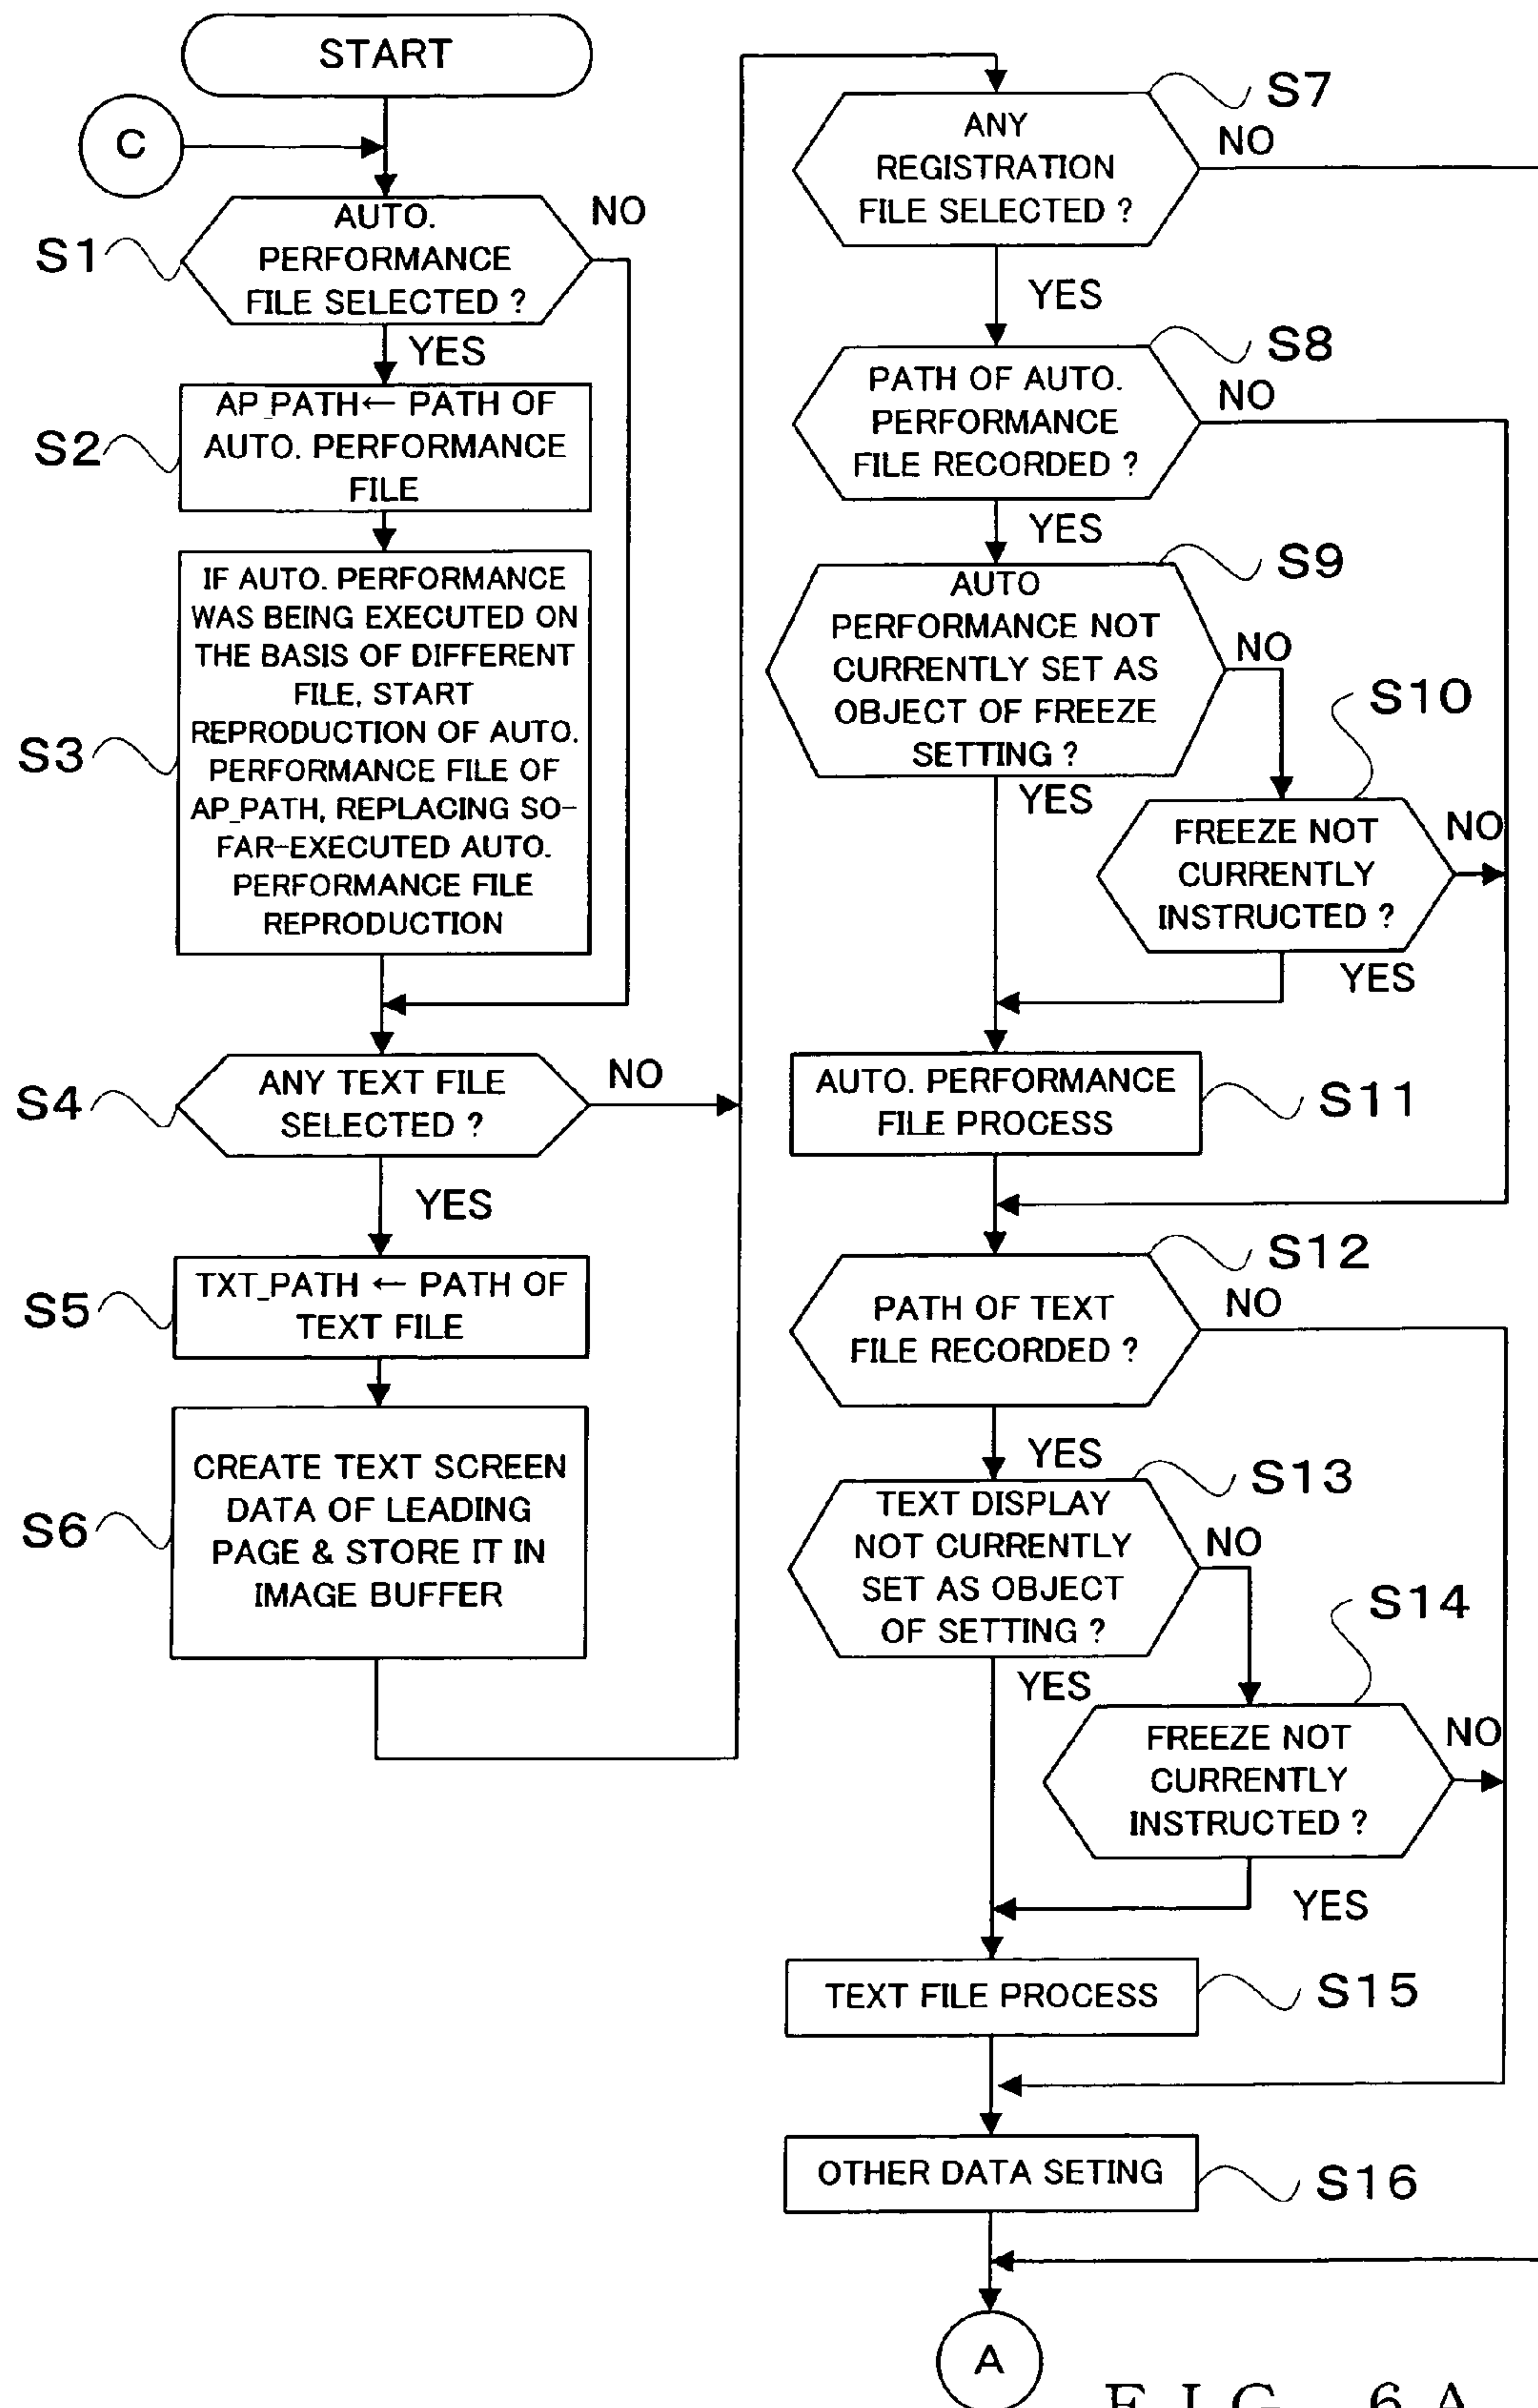 START
C
S1
AUTO.
PERFORMANCE
FILE SELECTED ?
NO
YES
S2
AP_PATH← PATH OF
AUTO. PERFORMANCE
FILE
S3
IF AUTO. PERFORMANCE
WAS BEING EXECUTED ON
THE BASIS OF DIFFERENT
FILE, START
REPRODUCTION OF AUTO.
PERFORMANCE FILE OF
AP_PATH, REPLACING SO-
FAR-EXECUTED AUTO.
PERFORMANCE FILE
REPRODUCTION
S4
ANY TEXT FILE
SELECTED ?
NO
YES
S5
TXT_PATH ← PATH OF
TEXT FILE
S6
CREATE TEXT SCREEN
DATA OF LEADING
PAGE & STORE IT IN
IMAGE BUFFER
S7
ANY
REGISTRATION
FILE SELECTED ?
NO
YES
S8
PATH OF AUTO.
PERFORMANCE
FILE RECORDED ?
NO
YES
S9
AUTO
PERFORMANCE NOT
CURRENTLY SET AS
OBJECT OF FREEZE
SETTING ?
NO
YES
S10
FREEZE NOT
CURRENTLY
INSTRUCTED ?
NO
YES
AUTO. PERFORMANCE
FILE PROCESS
S11
S12
PATH OF TEXT
FILE RECORDED ?
NO
YES
S13
TEXT DISPLAY
NOT CURRENTLY
SET AS OBJECT
OF SETTING ?
NO
YES
S14
FREEZE NOT
CURRENTLY
INSTRUCTED ?
NO
YES
TEXT FILE PROCESS
S15
OTHER DATA SETING
S16
A
FIG. 6A